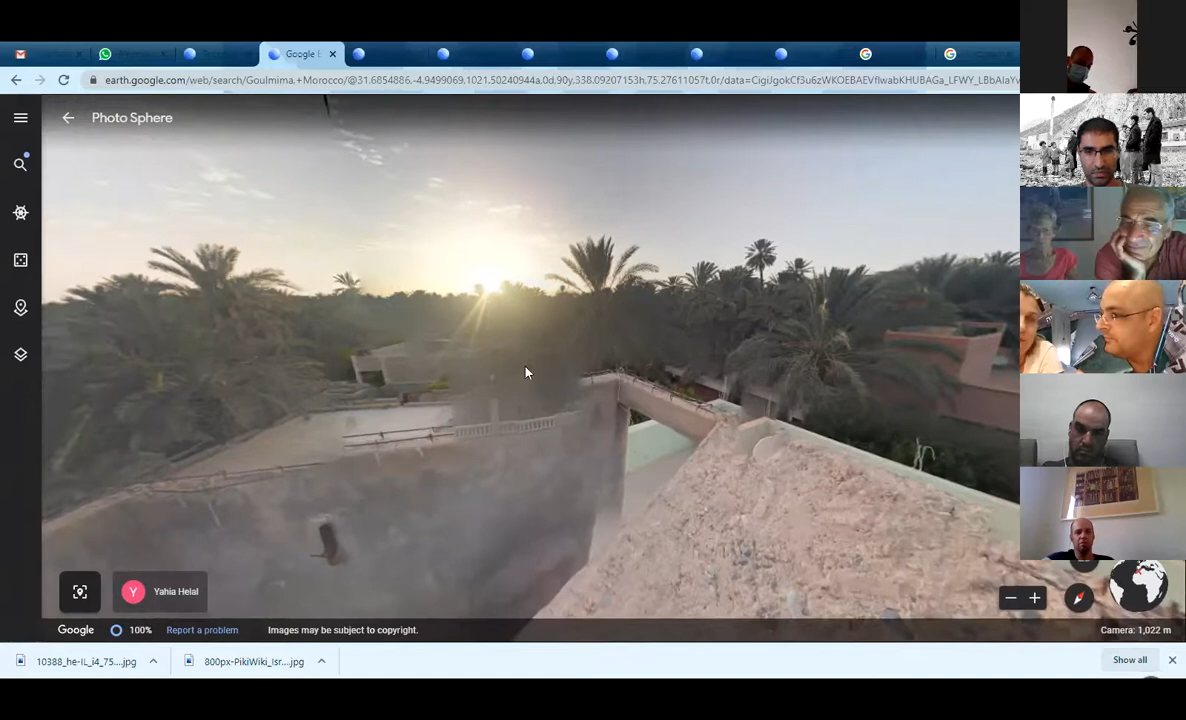 Google E
earth.google.com/web/search/Goulmima,+Morocco/@31.6854886,-4.9499069,1021.50240944a,0d,90y,338.09207153h,75.27611057t,0r/data=
Photo Sphere
Y Yahia Helal
Google 100% Report a problem Images may be subject to copyright. Camera: 1,022 m
10388_he-IL_i4_75....jpg 800px-PikiWiki_Isr....jpg Show all